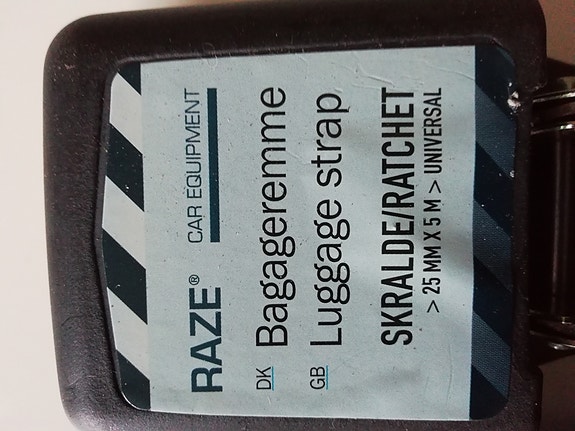 RAZE® CAR EQUIPMENT
DK Bagageremme
GB Luggage strap
SKRALDE/RATCHET
> 25 MM X 5 M > UNIVERSAL